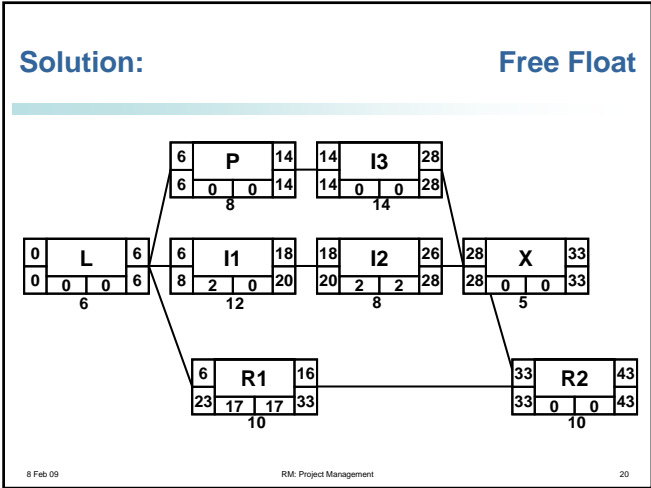 Solution: Free Float
6 P 14 14 I3 28
6 0 0 14 14 0 0 28
8 14
0 L 6 6 I1 18 18 I2 26 28 X 33
0 0 0 6 8 2 0 20 20 2 2 28 28 0 0 33
6 12 8 5
6 R1 16 33 R2 43
23 17 17 33 33 0 0 43
10 10
8 Feb 09 RM: Project Management 20